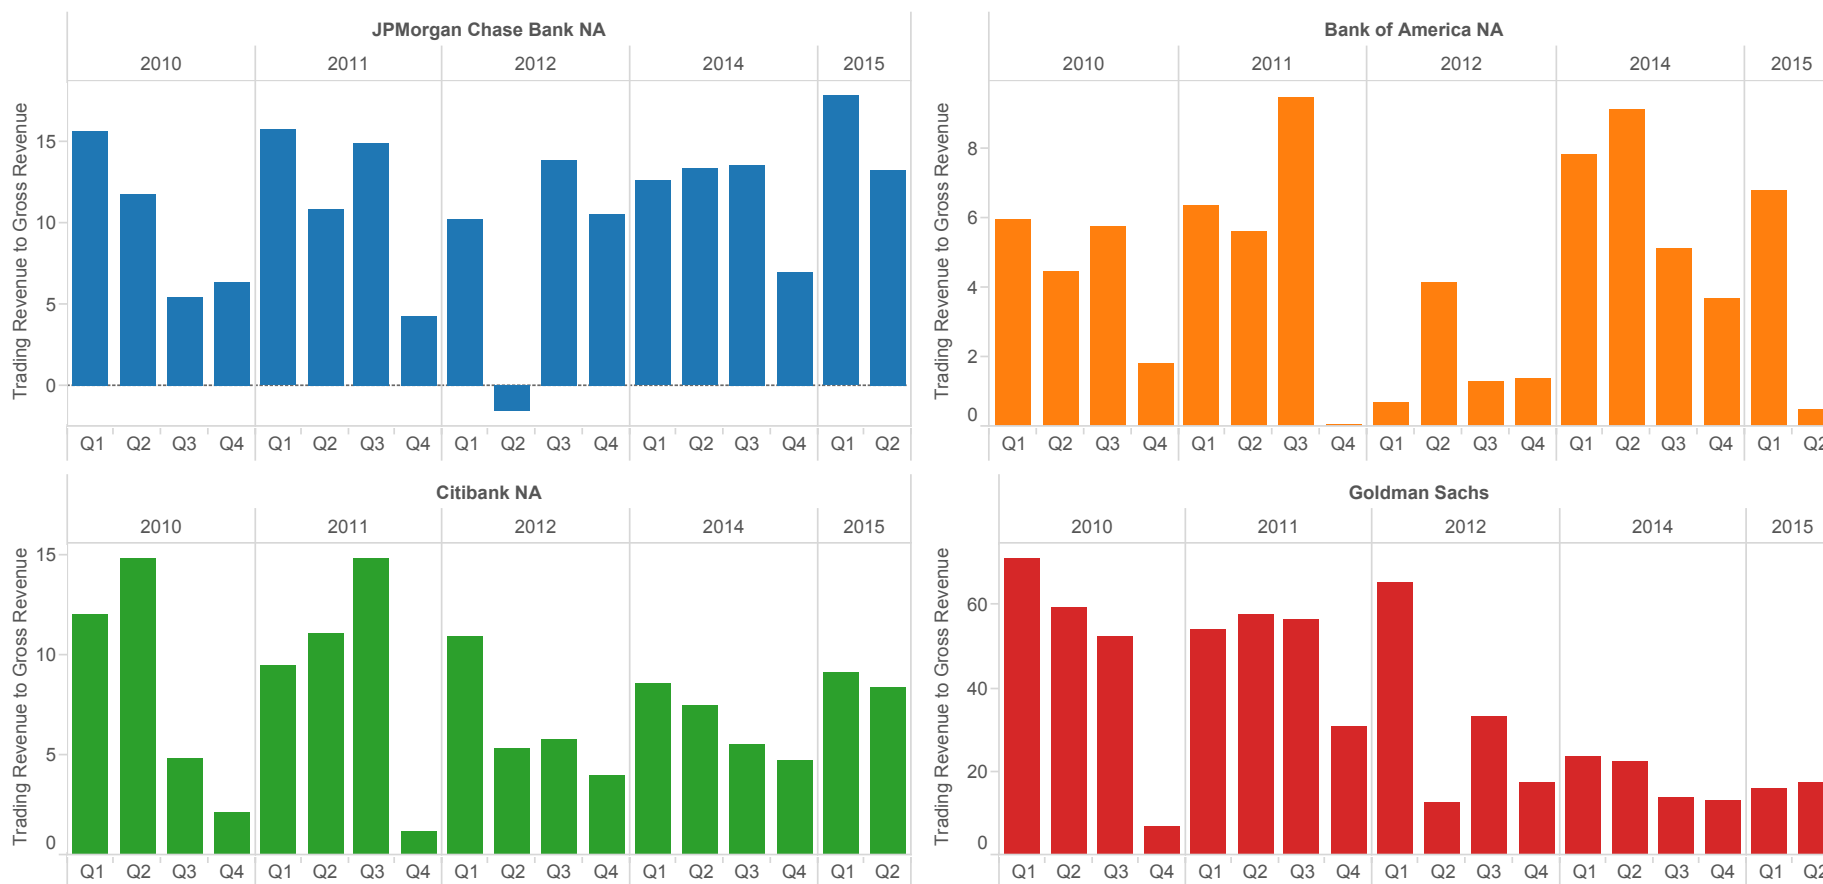 JPMorgan Chase Bank NA
2010 2011 2012 2014 2015
Trading Revenue to Gross Revenue
15
10
5
0
Q1 Q2 Q3 Q4 Q1 Q2 Q3 Q4 Q1 Q2 Q3 Q4 Q1 Q2 Q3 Q4 Q1 Q2
Bank of America NA
2010 2011 2012 2014 2015
Trading Revenue to Gross Revenue
8
6
4
2
0
Q1 Q2 Q3 Q4 Q1 Q2 Q3 Q4 Q1 Q2 Q3 Q4 Q1 Q2 Q3 Q4 Q1 Q2
Citibank NA
2010 2011 2012 2014 2015
Trading Revenue to Gross Revenue
15
10
5
0
Q1 Q2 Q3 Q4 Q1 Q2 Q3 Q4 Q1 Q2 Q3 Q4 Q1 Q2 Q3 Q4 Q1 Q2
Goldman Sachs
2010 2011 2012 2014 2015
Trading Revenue to Gross Revenue
60
40
20
0
Q1 Q2 Q3 Q4 Q1 Q2 Q3 Q4 Q1 Q2 Q3 Q4 Q1 Q2 Q3 Q4 Q1 Q2